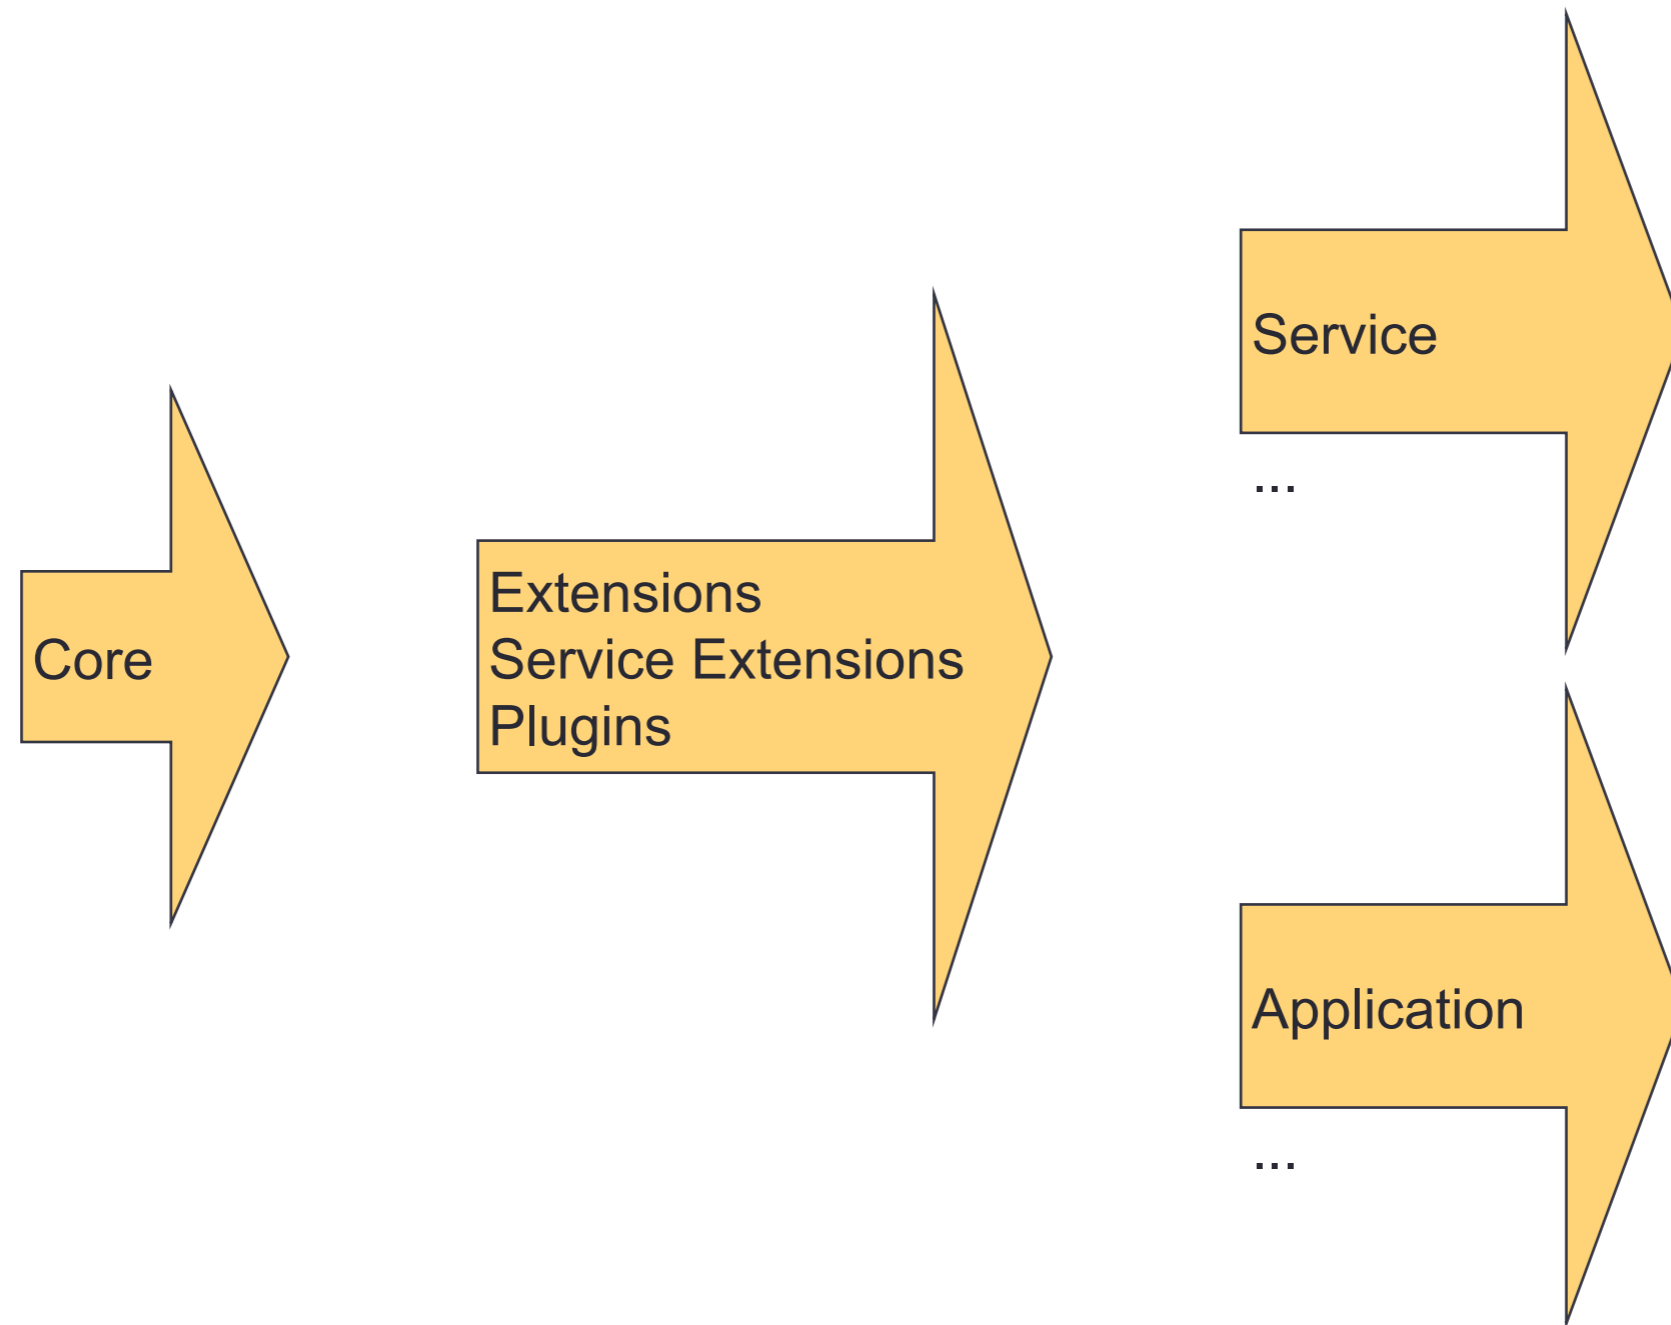 Core
Extensions
Service Extensions
Plugins
Service
...
Application
...